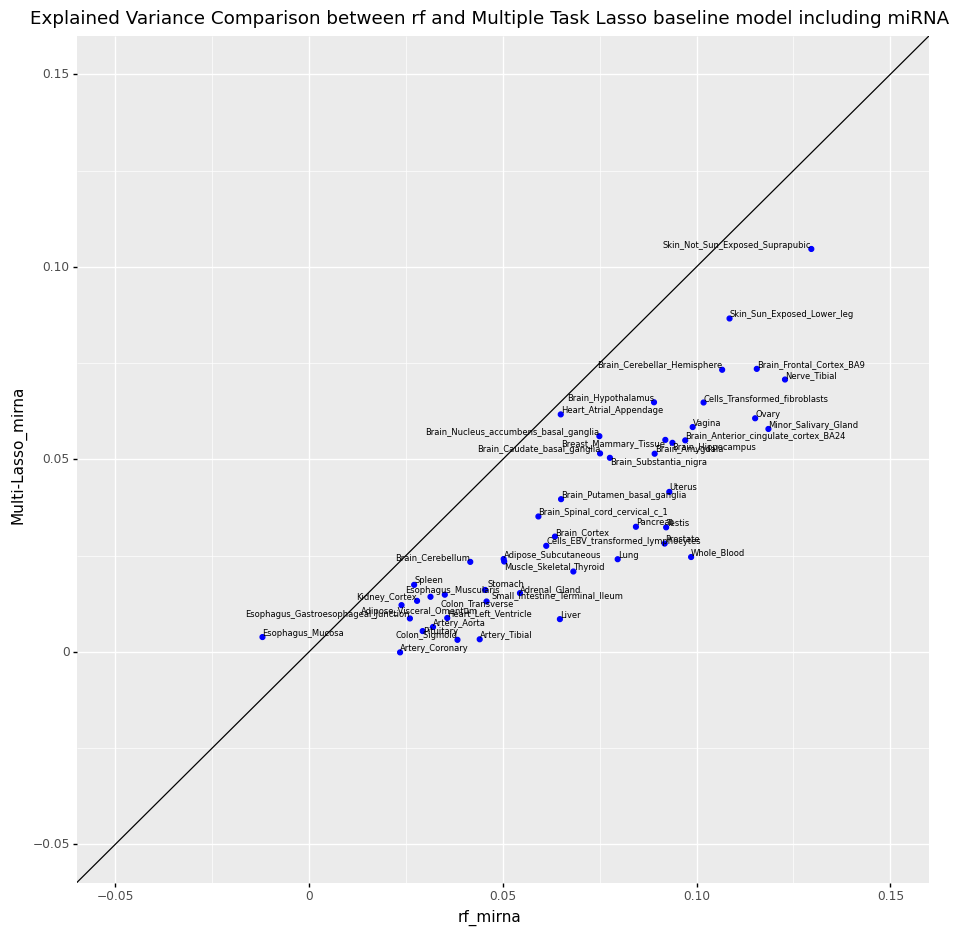 Explained Variance Comparison between rf and Multiple Task Lasso baseline model including miRNA
0.15
0.10
0.05
0
−0.05
Multi-Lasso_mirna
Skin_Not_Sun_Exposed_Suprapubic
Skin_Sun_Exposed_Lower_leg
Brain_Cerebellar_Hemisphere
Brain_Frontal_Cortex_BA9
Nerve_Tibial
Brain_Hypothalamus
Cells_Transformed_fibroblasts
Heart_Atrial_Appendage
Ovary
Vagina
Minor_Salivary_Gland
Brain_Nucleus_accumbens_basal_ganglia
Brain_Anterior_cingulate_cortex_BA24
Breast_Mammary_Tissue
Brain_Hippocampus
Brain_Caudate_basal_ganglia
Brain_Amygdala
Brain_Substantia_nigra
Uterus
Brain_Putamen_basal_ganglia
Brain_Spinal_cord_cervical_c_1
Pancreas
Testis
Brain_Cortex
Cells_EBV_transformed_lymphocytes
Prostate
Brain_Cerebellum
Adipose_Subcutaneous
Lung
Whole_Blood
Muscle_Skeletal
Thyroid
Spleen
Esophagus_Muscularis
Stomach
Adrenal_Gland
Kidney_Cortex
Colon_Transverse
Small_Intestine_Terminal_Ileum
Adipose_Visceral_Omentum
Esophagus_Gastroesophageal_Junction
Heart_Left_Ventricle
Liver
Artery_Aorta
Esophagus_Mucosa
Pituitary
Colon_Sigmoid
Artery_Tibial
Artery_Coronary
−0.05
0
0.05
0.10
0.15
rf_mirna